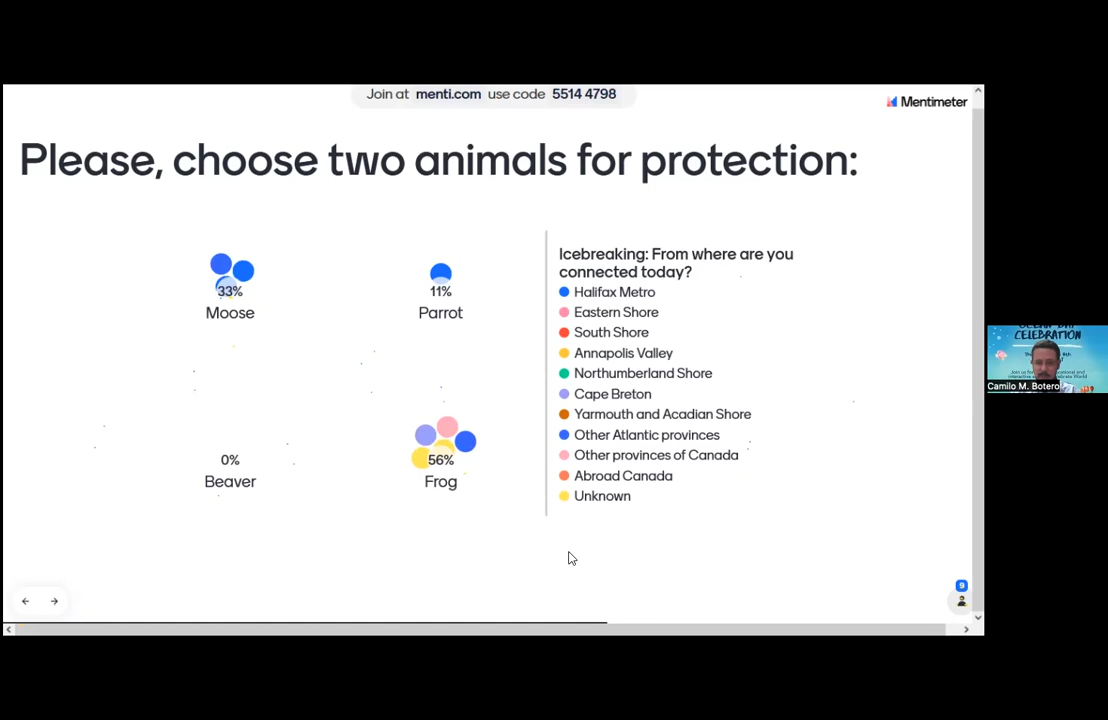 Join at menti.com use code 5514 4798
Mentimeter
Please, choose two animals for protection:
33%
Moose
11%
Parrot
0%
Beaver
56%
Frog
Icebreaking: From where are you
connected today?
Halifax Metro
Eastern Shore
South Shore
Annapolis Valley
Northumberland Shore
Cape Breton
Yarmouth and Acadian Shore
Other Atlantic provinces
Other provinces of Canada
Abroad Canada
Unknown
9
CELEBRATION
Camilo M. Botero